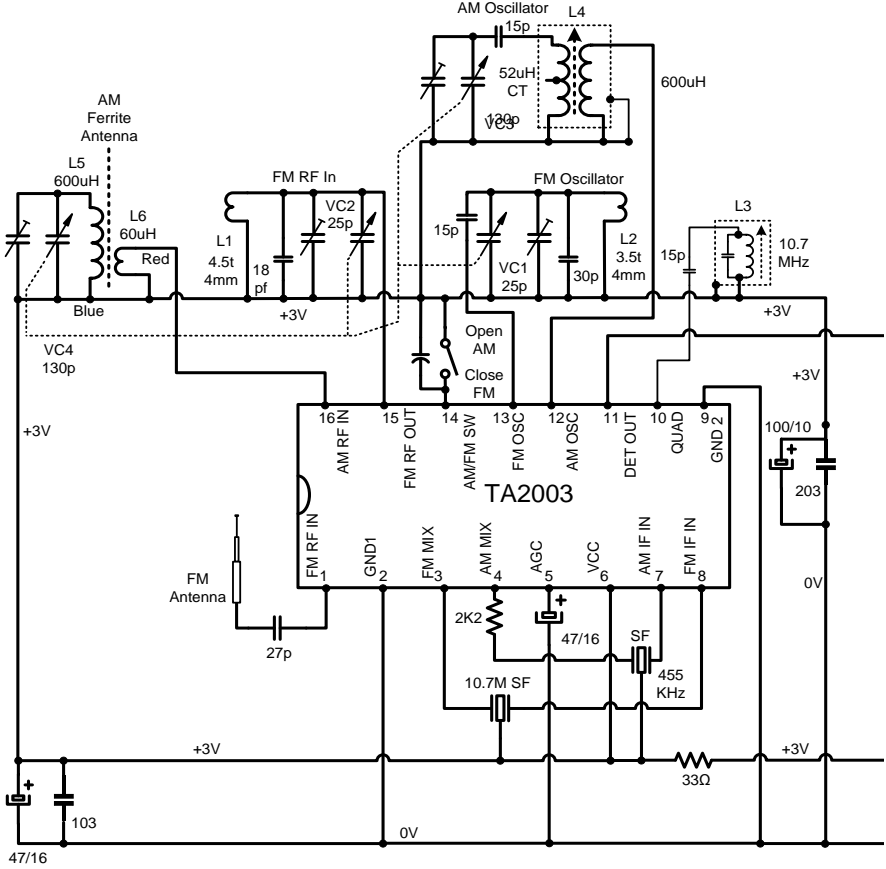 AM Oscillator
L4
15p
52uH
CT
130p
VC3
600uH
AM
Ferrite
Antenna
L5
600uH
L6
60uH
Red
Blue
VC4
130p
FM RF In
VC2
25p
L1
4.5t
4mm
18
pf
+3V
FM Oscillator
15p
VC1
25p
30p
L2
3.5t
4mm
L3
15p
10.7
MHz
+3V
Open
AM
Close
FM
+3V
+3V
16 15 14 13 12 11 10 9
AM RF IN
FM RF OUT
AM/FM SW
FM OSC
AM OSC
DET OUT
QUAD
GND 2
TA2003
FM RF IN
GND1
FM MIX
AM MIX
AGC
VCC
AM IF IN
FM IF IN
1 2 3 4 5 6 7 8
100/10
+
203
0V
FM
Antenna
27p
2K2
+
47/16
SF
455
KHz
10.7M SF
+3V
33Ω
+3V
+
103
47/16
0V